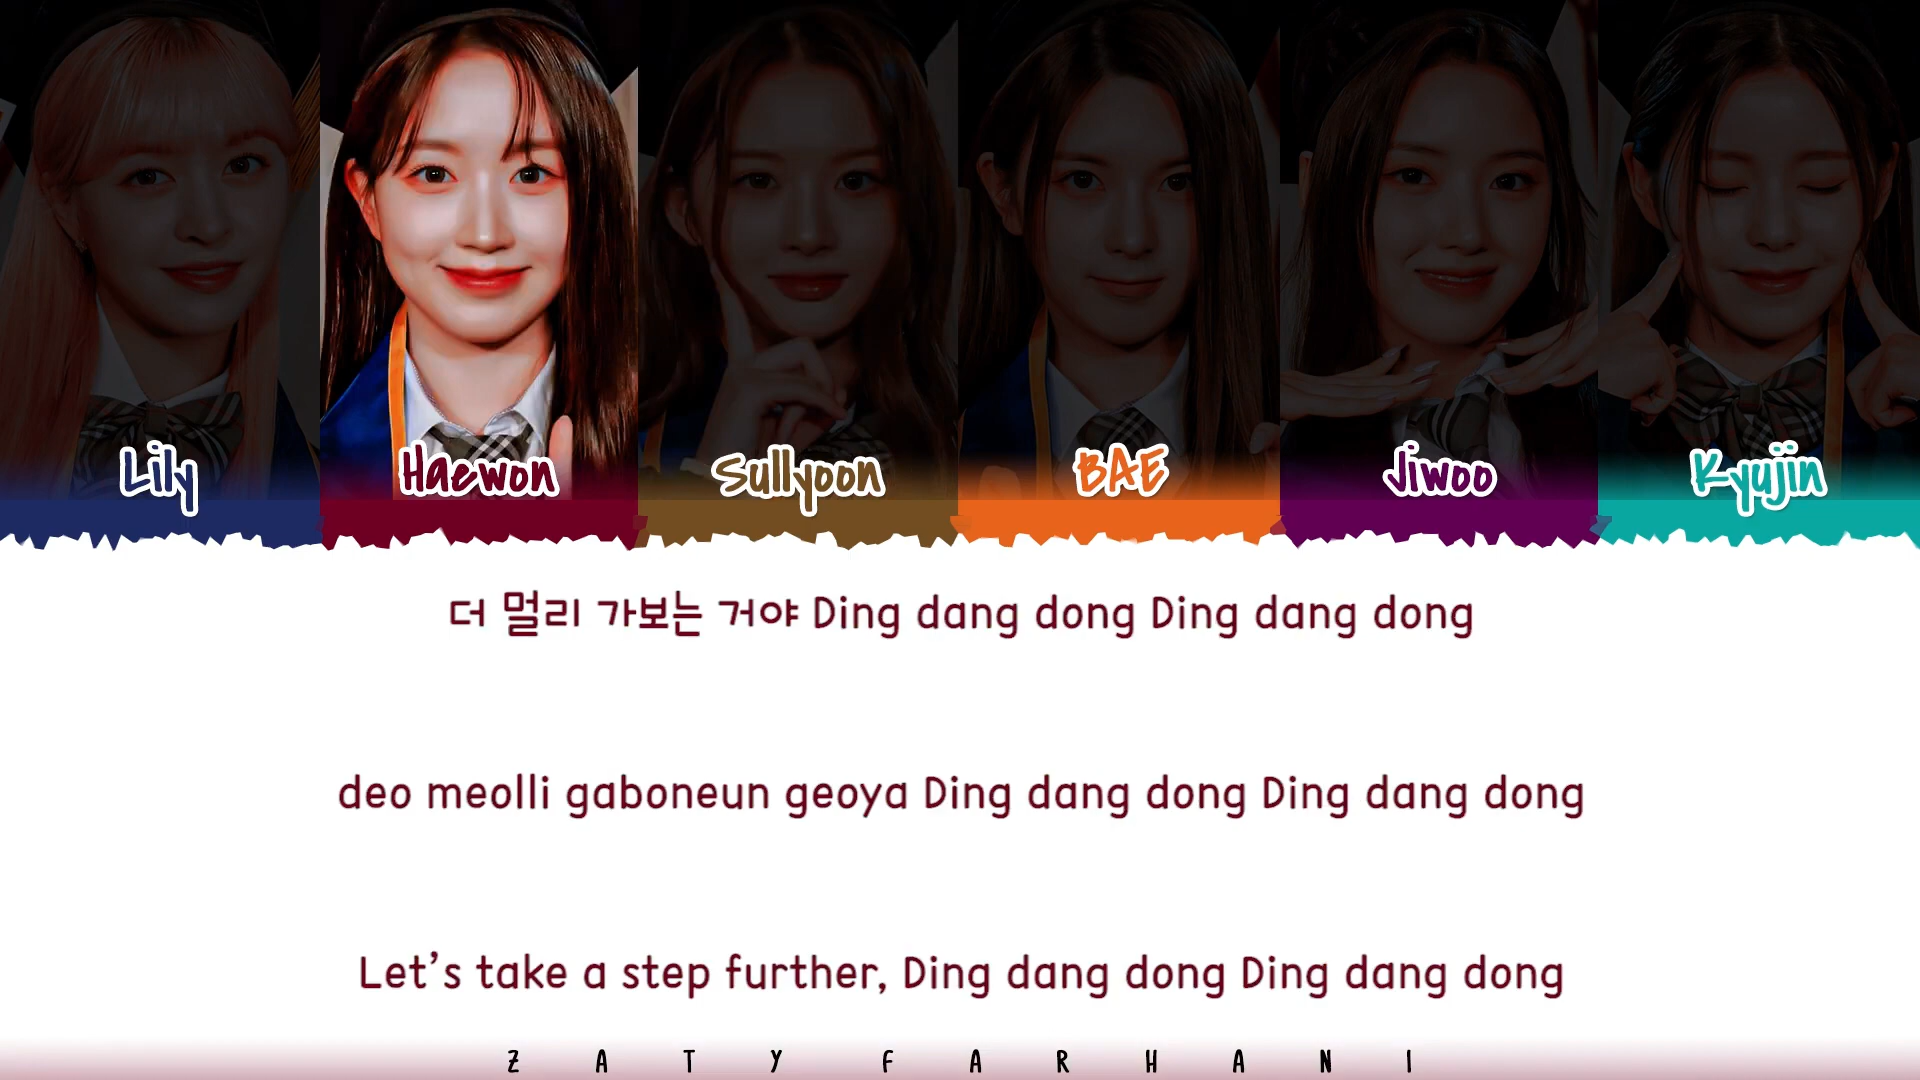 Lily Haewon Sullyoon BAE Jiwoo Kyujin
더 멀리 가보는 거야 Ding dang dong Ding dang dong
deo meolli gaboneun geoya Ding dang dong Ding dang dong
Let’s take a step further, Ding dang dong Ding dang dong
ZATY FARHANI